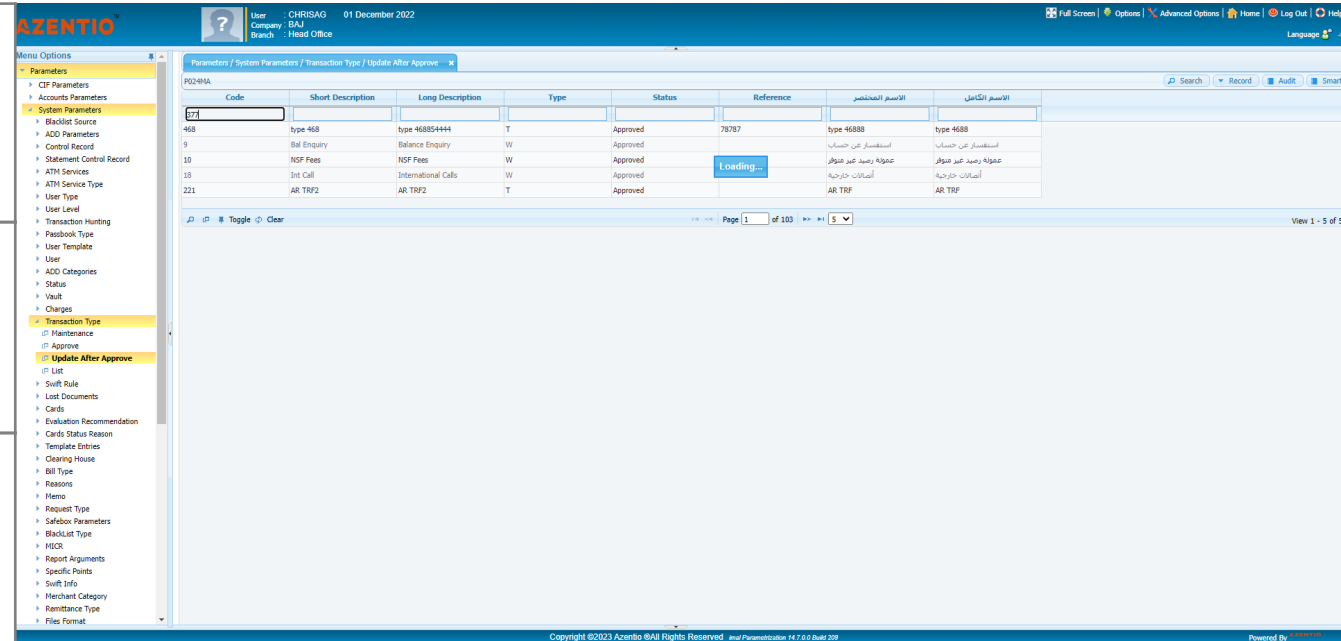 AZENTIO
User : CHRISAG 01 December 2022
Company : BAJ
Branch : Head Office
Full Screen | Options | Advanced Options | Home | Log Out | Help
Language
Menu Options
Parameters
CIF Parameters
Accounts Parameters
System Parameters
Blacklist Source
ADD Parameters
Control Record
Statement Control Record
ATM Services
ATM Service Type
User Type
User Level
Transaction Hunting
Passbook Type
User Template
User
ADD Categories
Status
Vault
Charges
Transaction Type
Maintenance
Approve
Update After Approve
List
Swift Rule
Lost Documents
Cards
Evaluation Recommendation
Cards Status Reason
Template Entries
Clearing House
Bill Type
Reasons
Memo
Request Type
Safebox Parameters
BlackList Type
MICR
Report Arguments
Specific Points
Swift Info
Merchant Category
Remittance Type
Files Format
Parameters / System Parameters / Transaction Type / Update After Approve x
P024MA
Search Record Audit Smart
Code Short Description Long Description Type Status Reference الاسم المختصر الاسم الكامل
377
468 type 468 type 468854444 T Approved 78787 type 46888 type 4688
9 Bal Enquiry Balance Enquiry W Approved استفسار عن حساب استفسار عن حساب
10 NSF Fees NSF Fees W Approved عمولة رصيد غير متوفر عمولة رصيد غير متوفر
Loading...
18 Int Call International Calls W Approved أتصالات خارجية أتصالات خارجية
221 AR TRF2 AR TRF2 T Approved AR TRF AR TRF
Toggle Clear
Page 1 of 103 5
View 1 - 5 of 5
Copyright ©2023 Azentio ®All Rights Reserved imal Parametrization 14.7.0.0 Build 209
Powered By AZENTIO